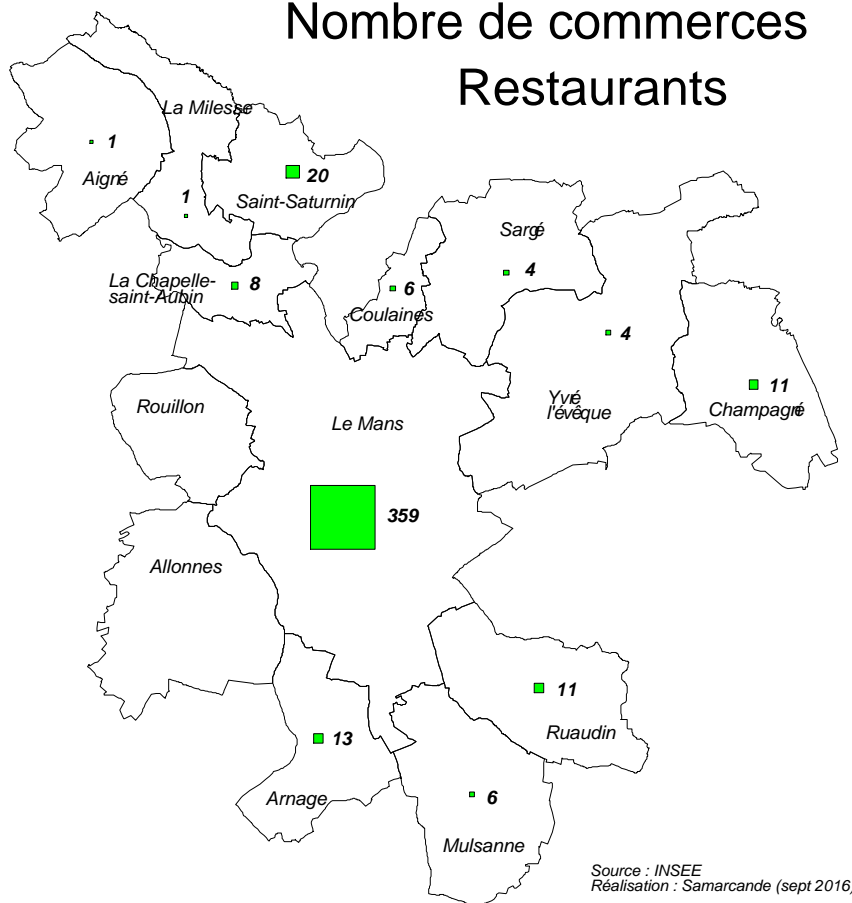 Nombre de commerces
Restaurants
La Milesse
1
Aigné
20
Saint-Saturnin
1
Sargé
4
La Chapelle-
saint-Aubin
8
6
Coulaines
4
11
Yvré
l'évêque
Champagné
Rouillon
Le Mans
359
Allonnes
11
Ruaudin
13
Arnage
6
Mulsanne
Source : INSEE
Réalisation : Samarcande (sept 2016)